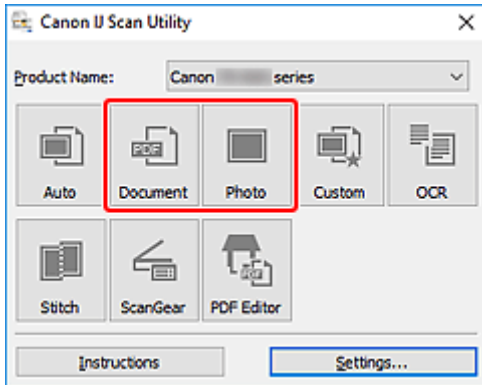 Canon IJ Scan Utility
Product Name: Canon series
PDF
Auto Document Photo Custom OCR
PDF
Stitch ScanGear PDF Editor
Instructions Settings...